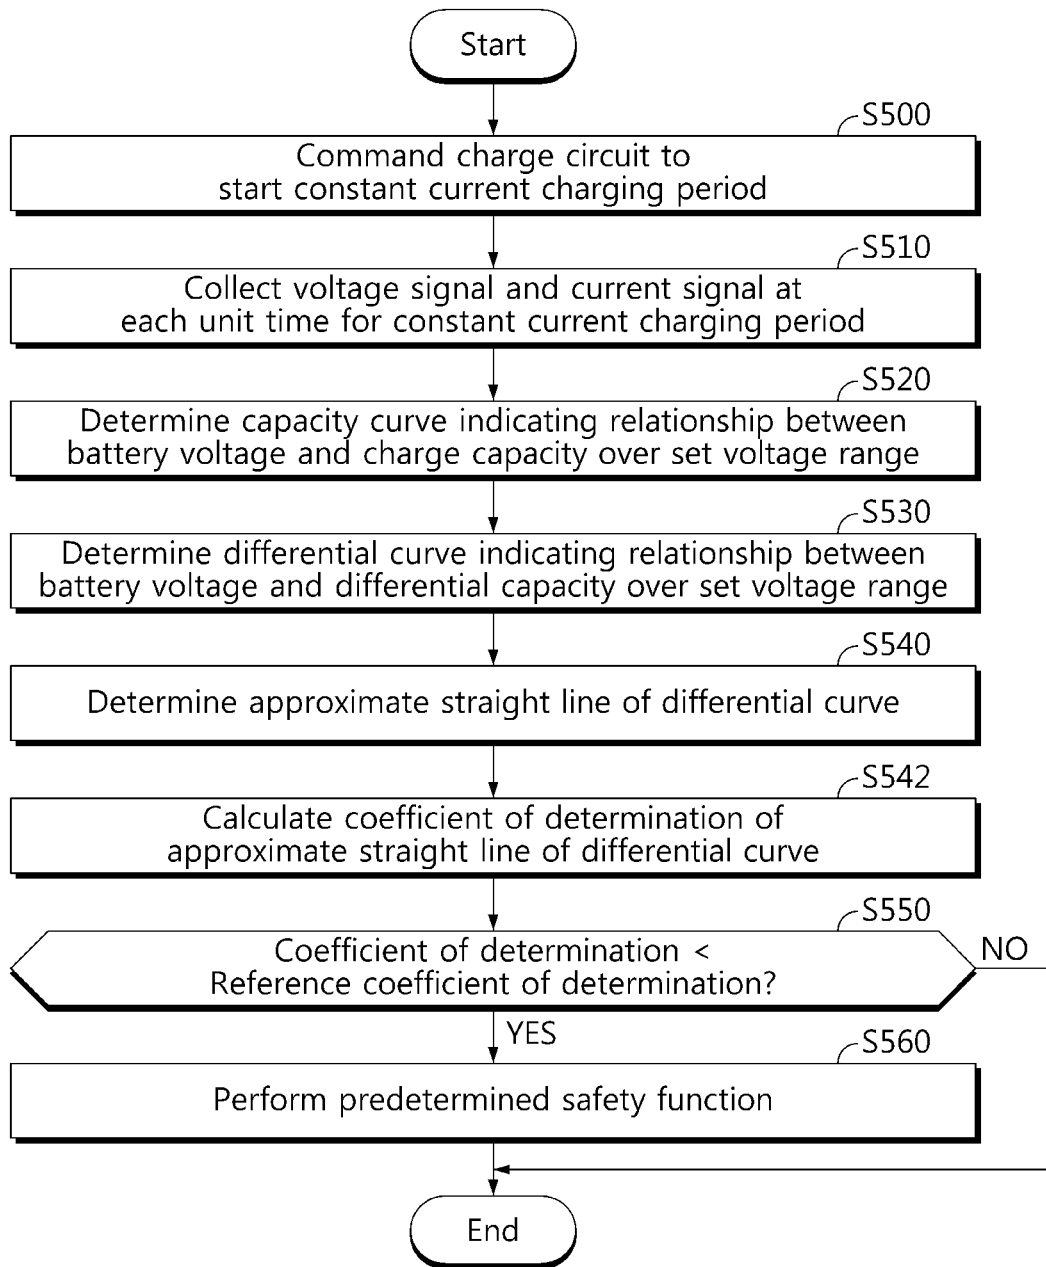 Start
S500
Command charge circuit to
start constant current charging period
S510
Collect voltage signal and current signal at
each unit time for constant current charging period
S520
Determine capacity curve indicating relationship between
battery voltage and charge capacity over set voltage range
S530
Determine differential curve indicating relationship between
battery voltage and differential capacity over set voltage range
S540
Determine approximate straight line of differential curve
S542
Calculate coefficient of determination of
approximate straight line of differential curve
S550
Coefficient of determination <
Reference coefficient of determination?
NO
YES
S560
Perform predetermined safety function
End